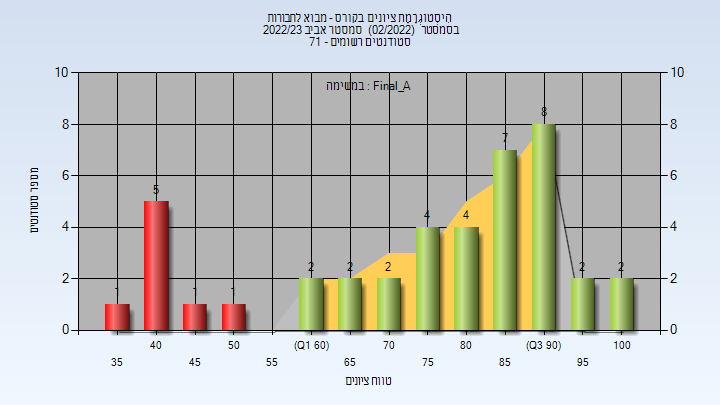 היסטוגרמת ציונים בקורס - מבוא לתבורות
בסמסטר (02/2022) סמסטר אביב 2022/23
סטודנטים רשומים - 71
במשימה : Final_A
מספר סטודנטים
10 10
8 8
6 6
4 4
2 2
0 0
1 5 1 1 2 2 2 4 4 7 8 2 2
40 50 (Q1 60) 70 80 (Q3 90) 100
35 45 55 65 75 85 95
טווח ציונים